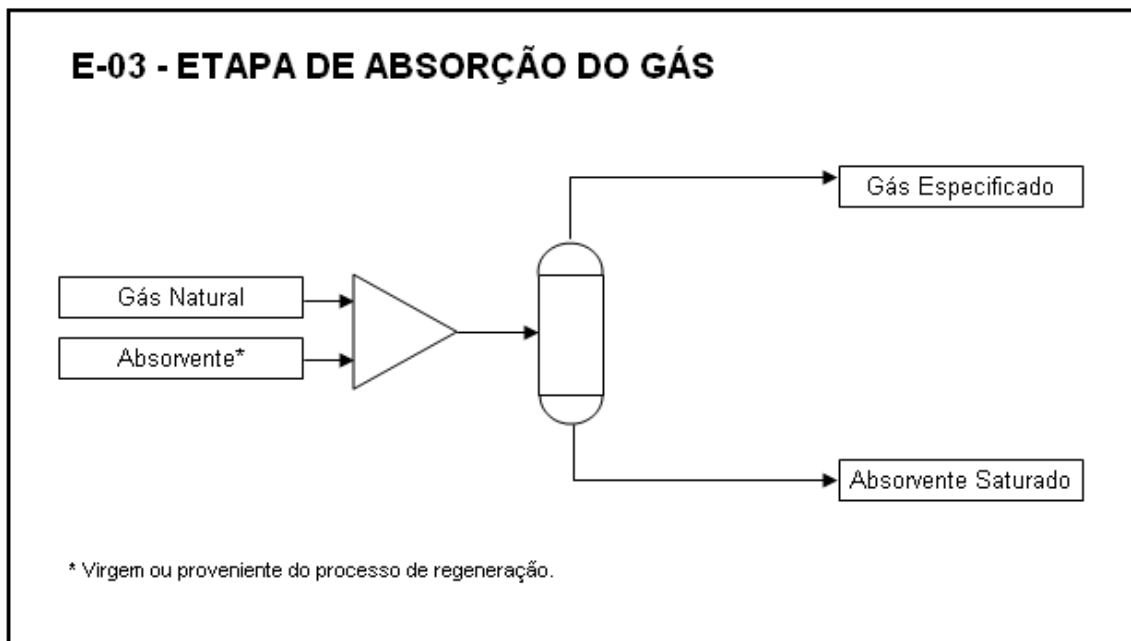 E-03 - ETAPA DE ABSORÇÃO DO GÁS
Gás Especificado
Gás Natural
Absorvente*
Absorvente Saturado
* Virgem ou proveniente do processo de regeneração.